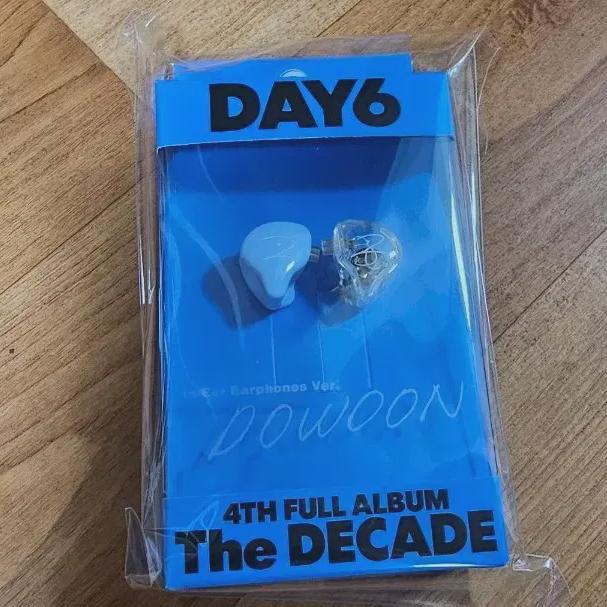 DAY6
In-Ear Earphones Ver.
DOWOON
4TH FULL ALBUM
The DECADE